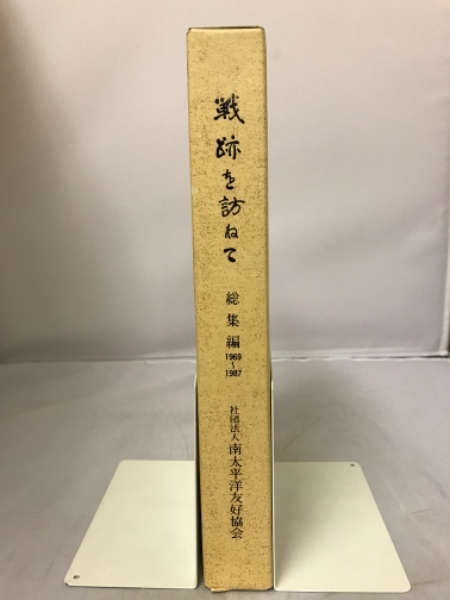 戦跡を訪ねて
総集編
1969
～
1987
社団法人 南太平洋友好協会